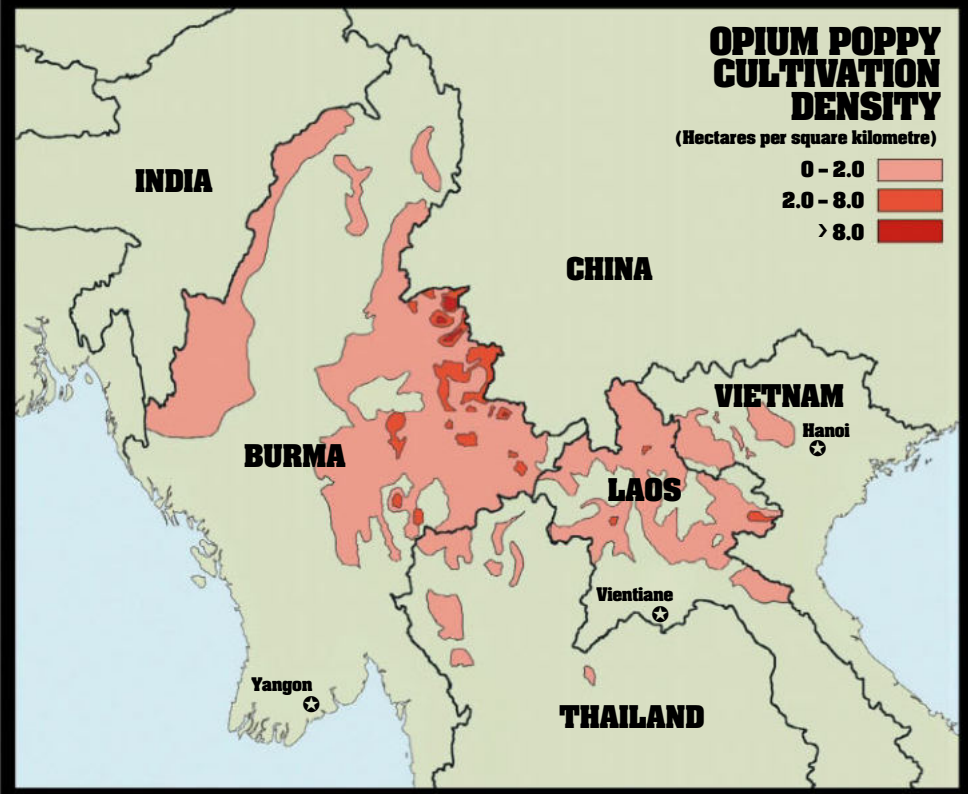 OPIUM POPPY
CULTIVATION
DENSITY
(Hectares per square kilometre)
0 – 2.0
2.0 – 8.0
> 8.0
INDIA
CHINA
VIETNAM
Hanoi
BURMA
LAOS
Vientiane
Yangon
THAILAND